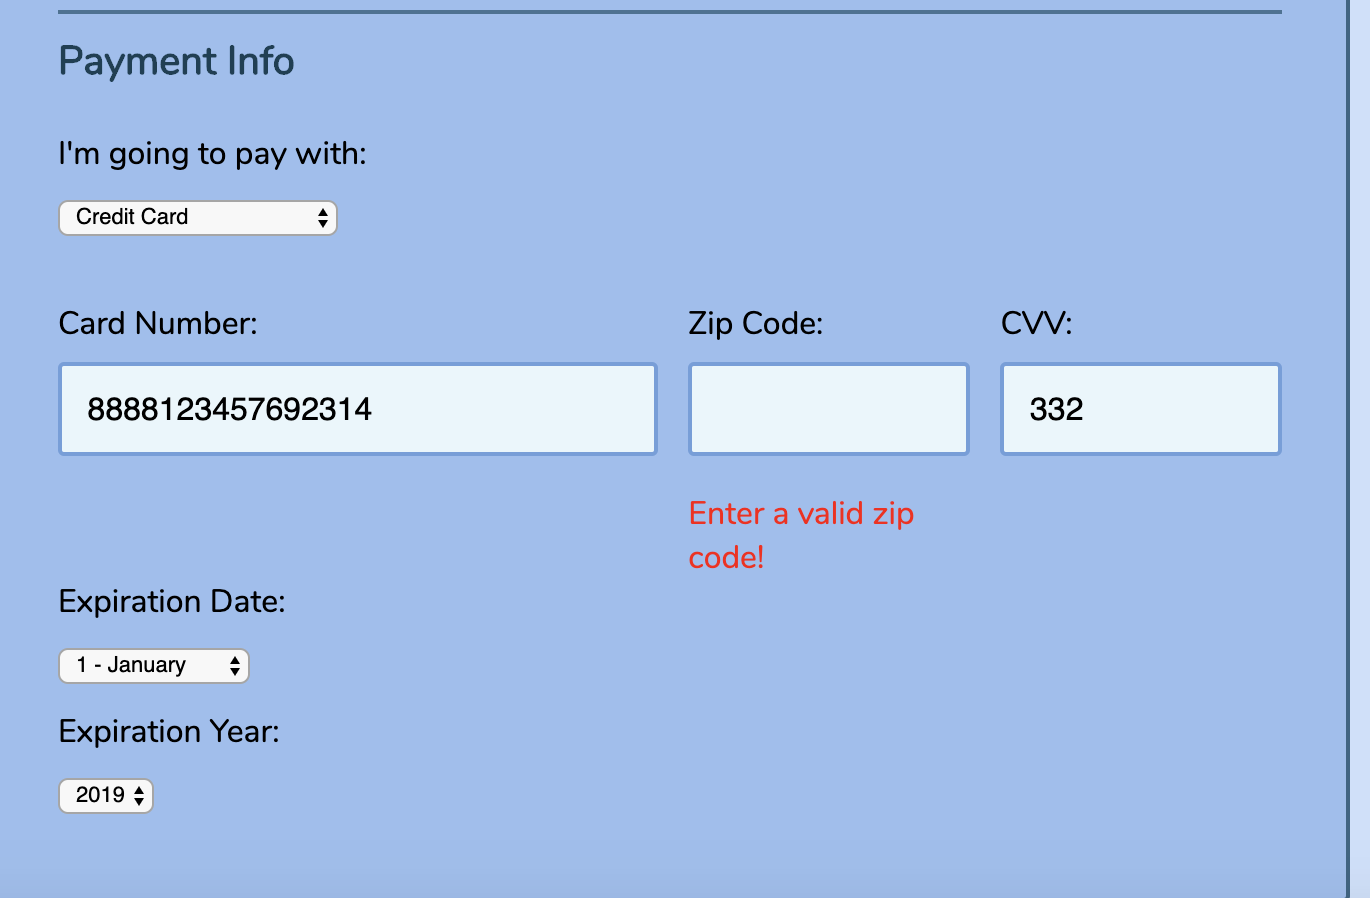 Payment Info
I'm going to pay with:
Credit Card
Card Number:
Zip Code:
CVV:
8888123457692314
332
Enter a valid zip
code!
Expiration Date:
1 - January
Expiration Year:
2019